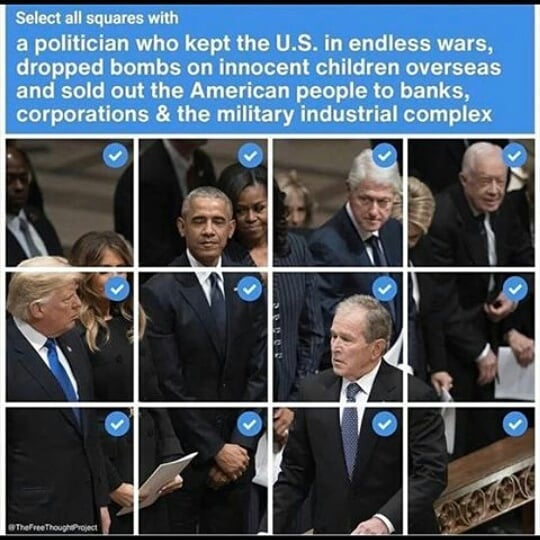 Select all squares with
a politician who kept the U.S. in endless wars,
dropped bombs on innocent children overseas
and sold out the American people to banks,
corporations & the military industrial complex
@TheFreeThoughtProject